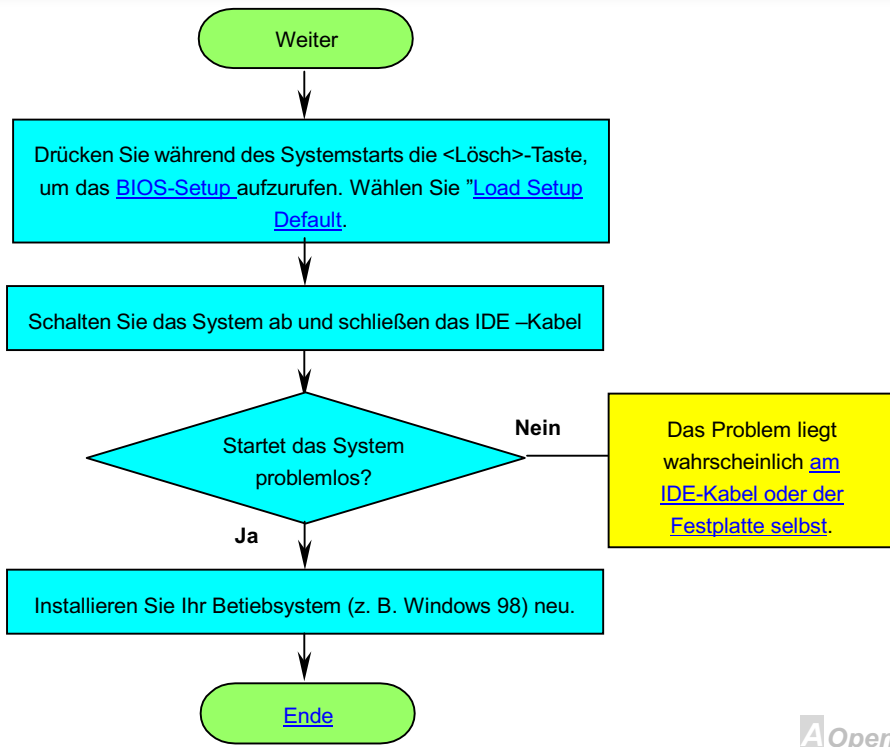 Weiter
Drücken Sie während des Systemstarts die <Lösch>-Taste,
um das BIOS-Setup aufzurufen. Wählen Sie ”Load Setup
Default.
Schalten Sie das System ab und schließen das IDE –Kabel
Startet das System
problemlos?
Nein
Das Problem liegt
wahrscheinlich am
IDE-Kabel oder der
Festplatte selbst.
Ja
Installieren Sie Ihr Betiebsystem (z. B. Windows 98) neu.
Ende
AOpen